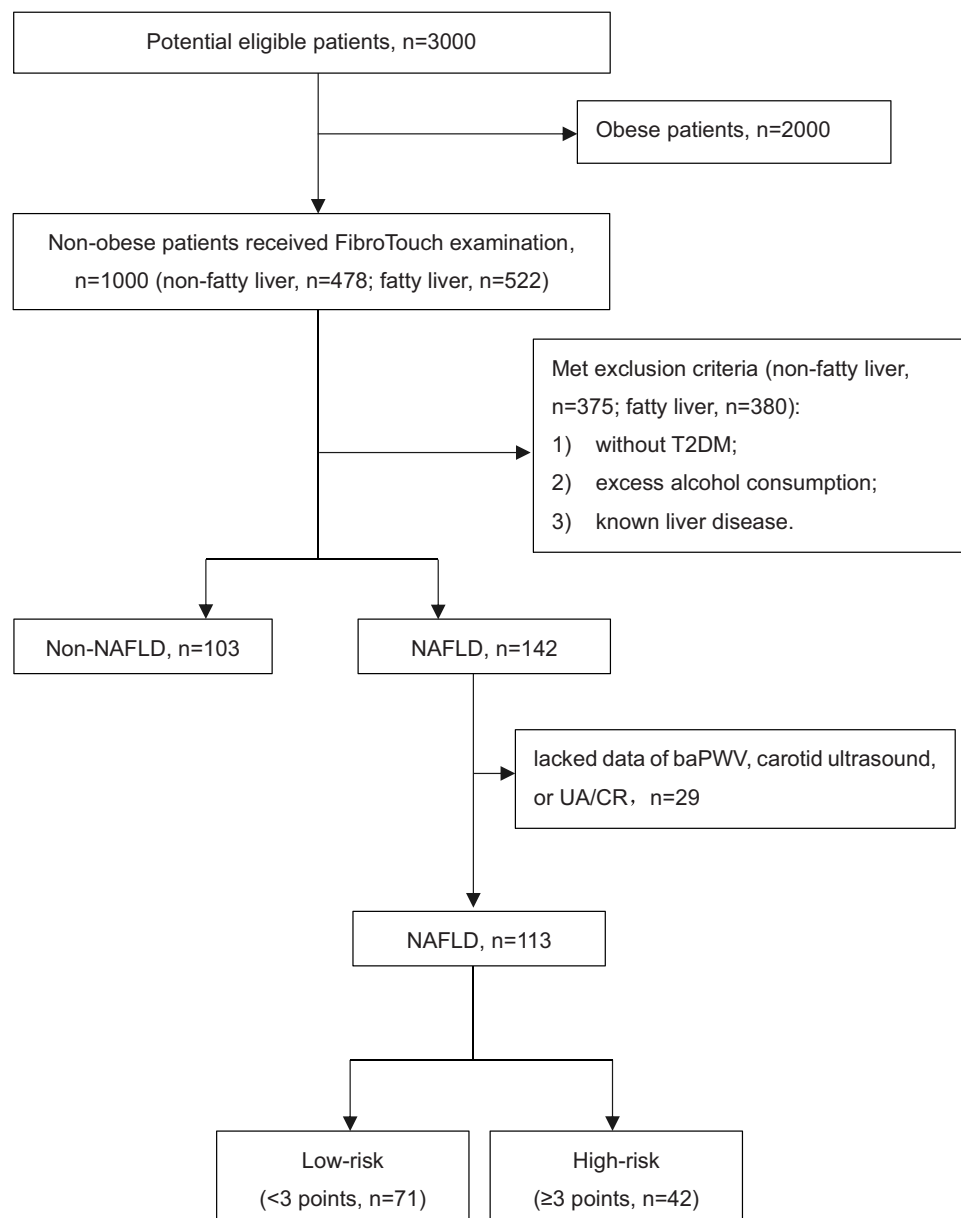 Potential eligible patients, n=3000
Obese patients, n=2000
Non-obese patients received FibroTouch examination,
n=1000 (non-fatty liver, n=478; fatty liver, n=522)
Met exclusion criteria (non-fatty liver,
n=375; fatty liver, n=380):
1) without T2DM;
2) excess alcohol consumption;
3) known liver disease.
Non-NAFLD, n=103
NAFLD, n=142
lacked data of baPWV, carotid ultrasound,
or UA/CR，n=29
NAFLD, n=113
Low-risk
(<3 points, n=71)
High-risk
(≥3 points, n=42)